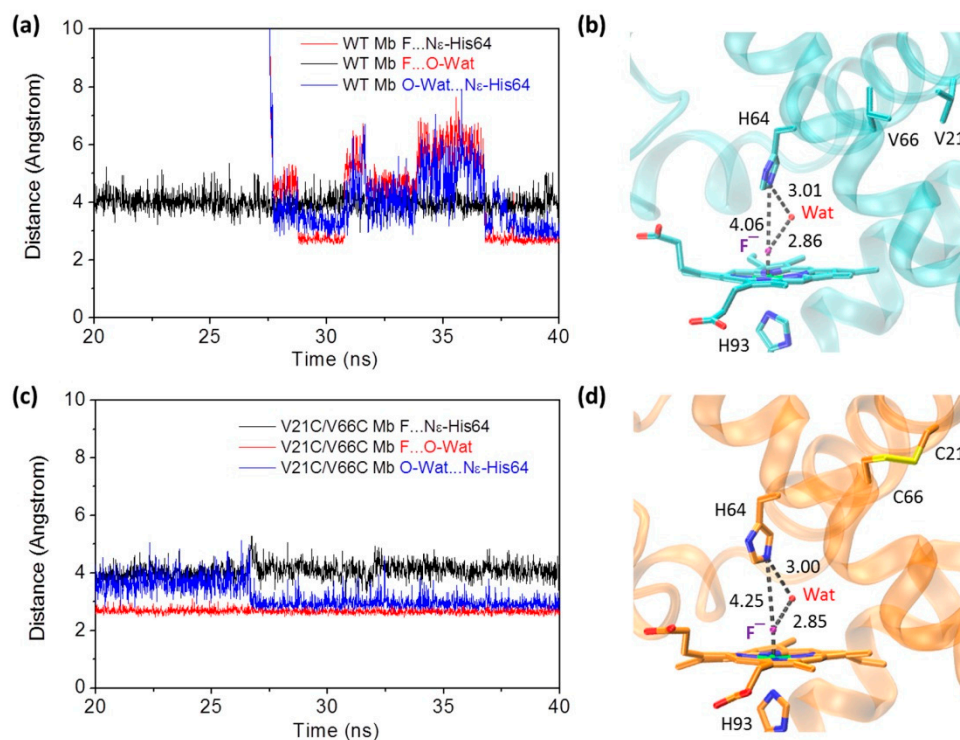 (a)
10
8
6
4
2
0
Distance (Angstrom)
WT Mb F...Nε-His64
WT Mb F...O-Wat
WT Mb O-Wat...Nε-His64
20 25 30 35 40
Time (ns)
(b)
H64
V66
V21
3.01
Wat
4.06
2.86
F⁻
H93
(c)
10
8
6
4
2
0
Distance (Angstrom)
V21C/V66C Mb F...Nε-His64
V21C/V66C Mb F...O-Wat
V21C/V66C Mb O-Wat...Nε-His64
20 25 30 35 40
Time (ns)
(d)
C21
C66
H64
3.00
Wat
4.25
2.85
F⁻
H93